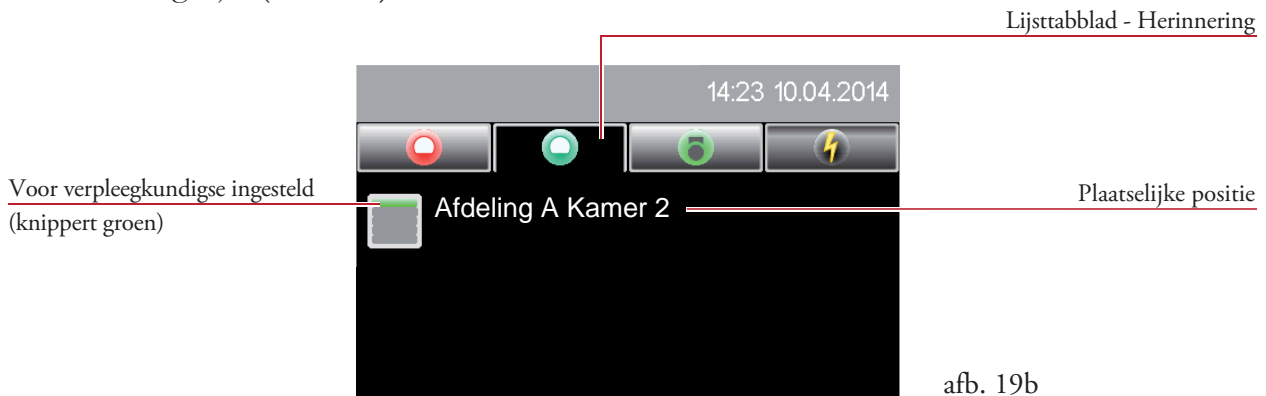 Lijsttabblad - Herinnering
14:23 10.04.2014
Voor verpleegkundigse ingesteld
(knippert groen)
Afdeling A Kamer 2
Plaatselijke positie
afb. 19b